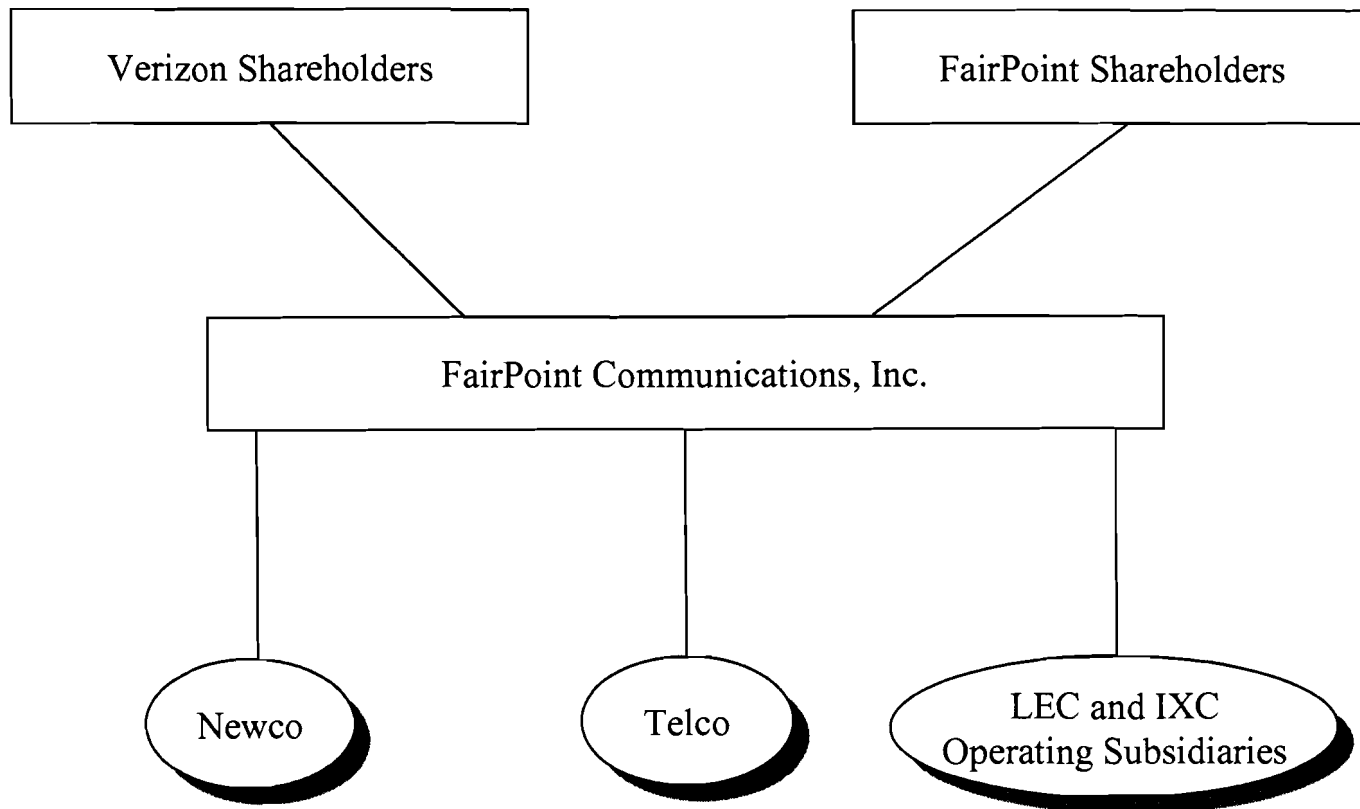 Verizon Shareholders
FairPoint Shareholders
FairPoint Communications, Inc.
Newco
Telco
LEC and IXC
Operating Subsidiaries